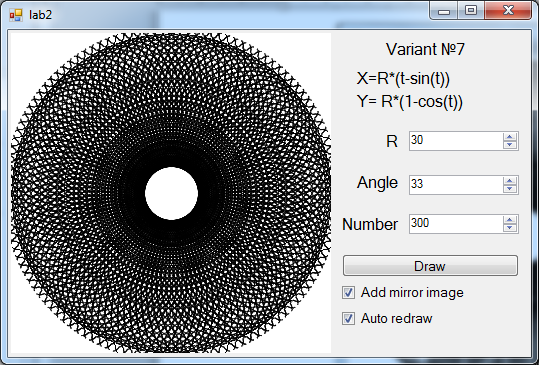 lab2
Variant №7
X=R*(t-sin(t))
Y= R*(1-cos(t))
R 30
Angle 33
Number 300
Draw
Add mirror image
Auto redraw